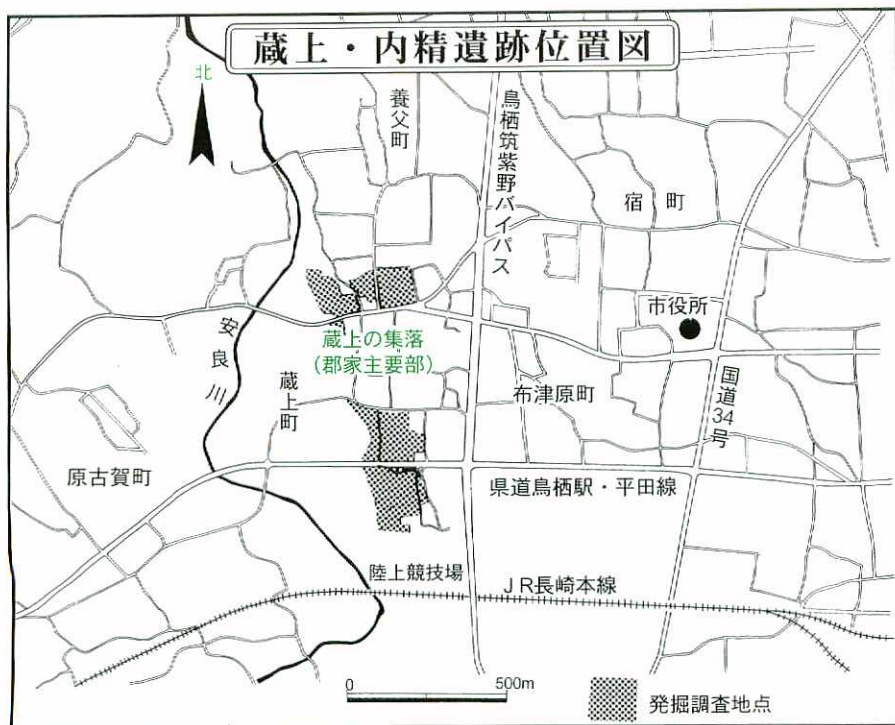 蔵上・内精遺跡位置図
北
養父町
鳥栖筑紫野バイパス
宿町
市役所
安良川
蔵上の集落
(郡家主要部)
蔵上町
布津原町
国道34号
原古賀町
県道鳥栖駅・平田線
陸上競技場
JR長崎本線
0 500m
発掘調査地点